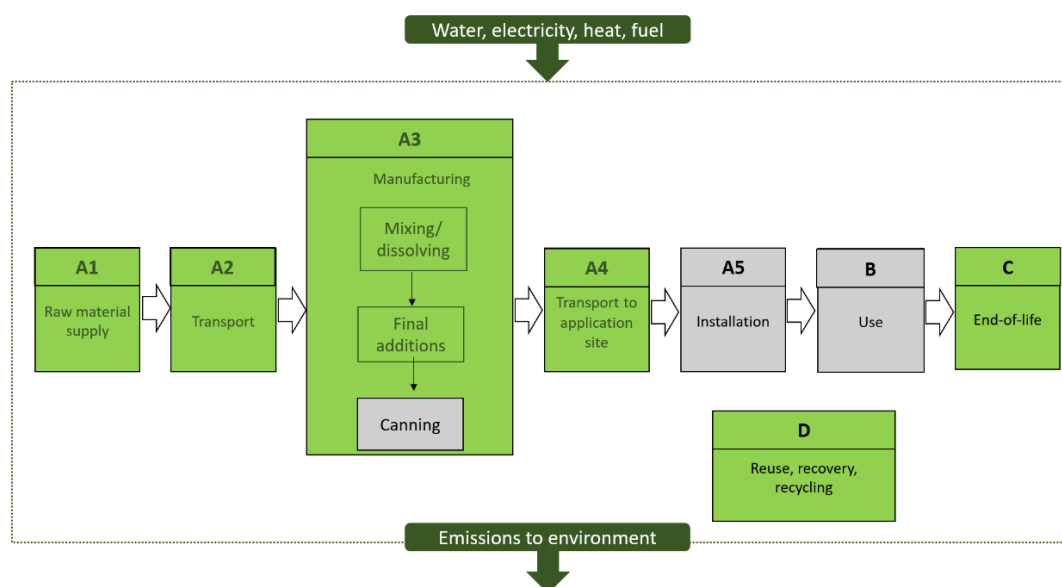 Water, electricity, heat, fuel
A3
Manufacturing
Mixing/
dissolving
Final
additions
Canning
A1
Raw material
supply
A2
Transport
A4
Transport to
application
site
A5
Installation
B
Use
C
End-of-life
D
Reuse, recovery,
recycling
Emissions to environment